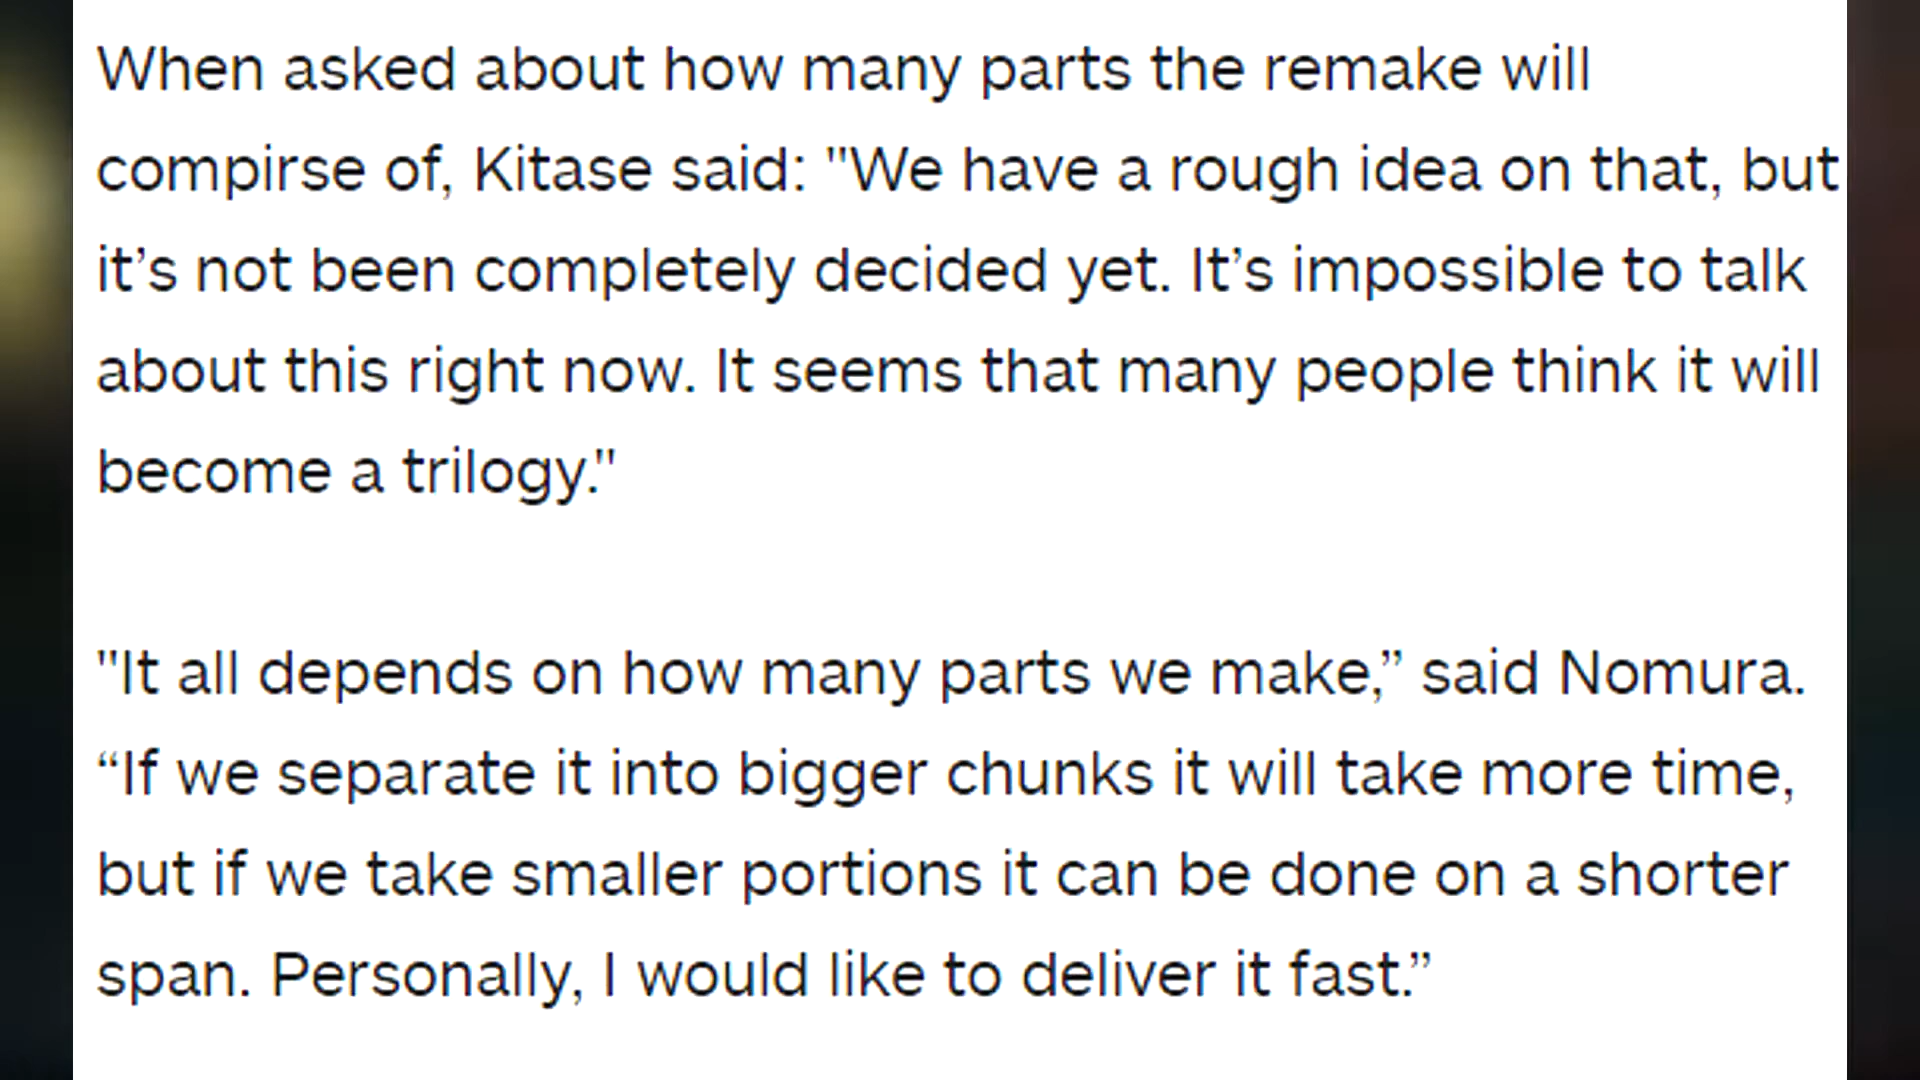 When asked about how many parts the remake will
compirse of, Kitase said: "We have a rough idea on that, but
it’s not been completely decided yet. It’s impossible to talk
about this right now. It seems that many people think it will
become a trilogy."
"It all depends on how many parts we make,” said Nomura.
“If we separate it into bigger chunks it will take more time,
but if we take smaller portions it can be done on a shorter
span. Personally, I would like to deliver it fast.”